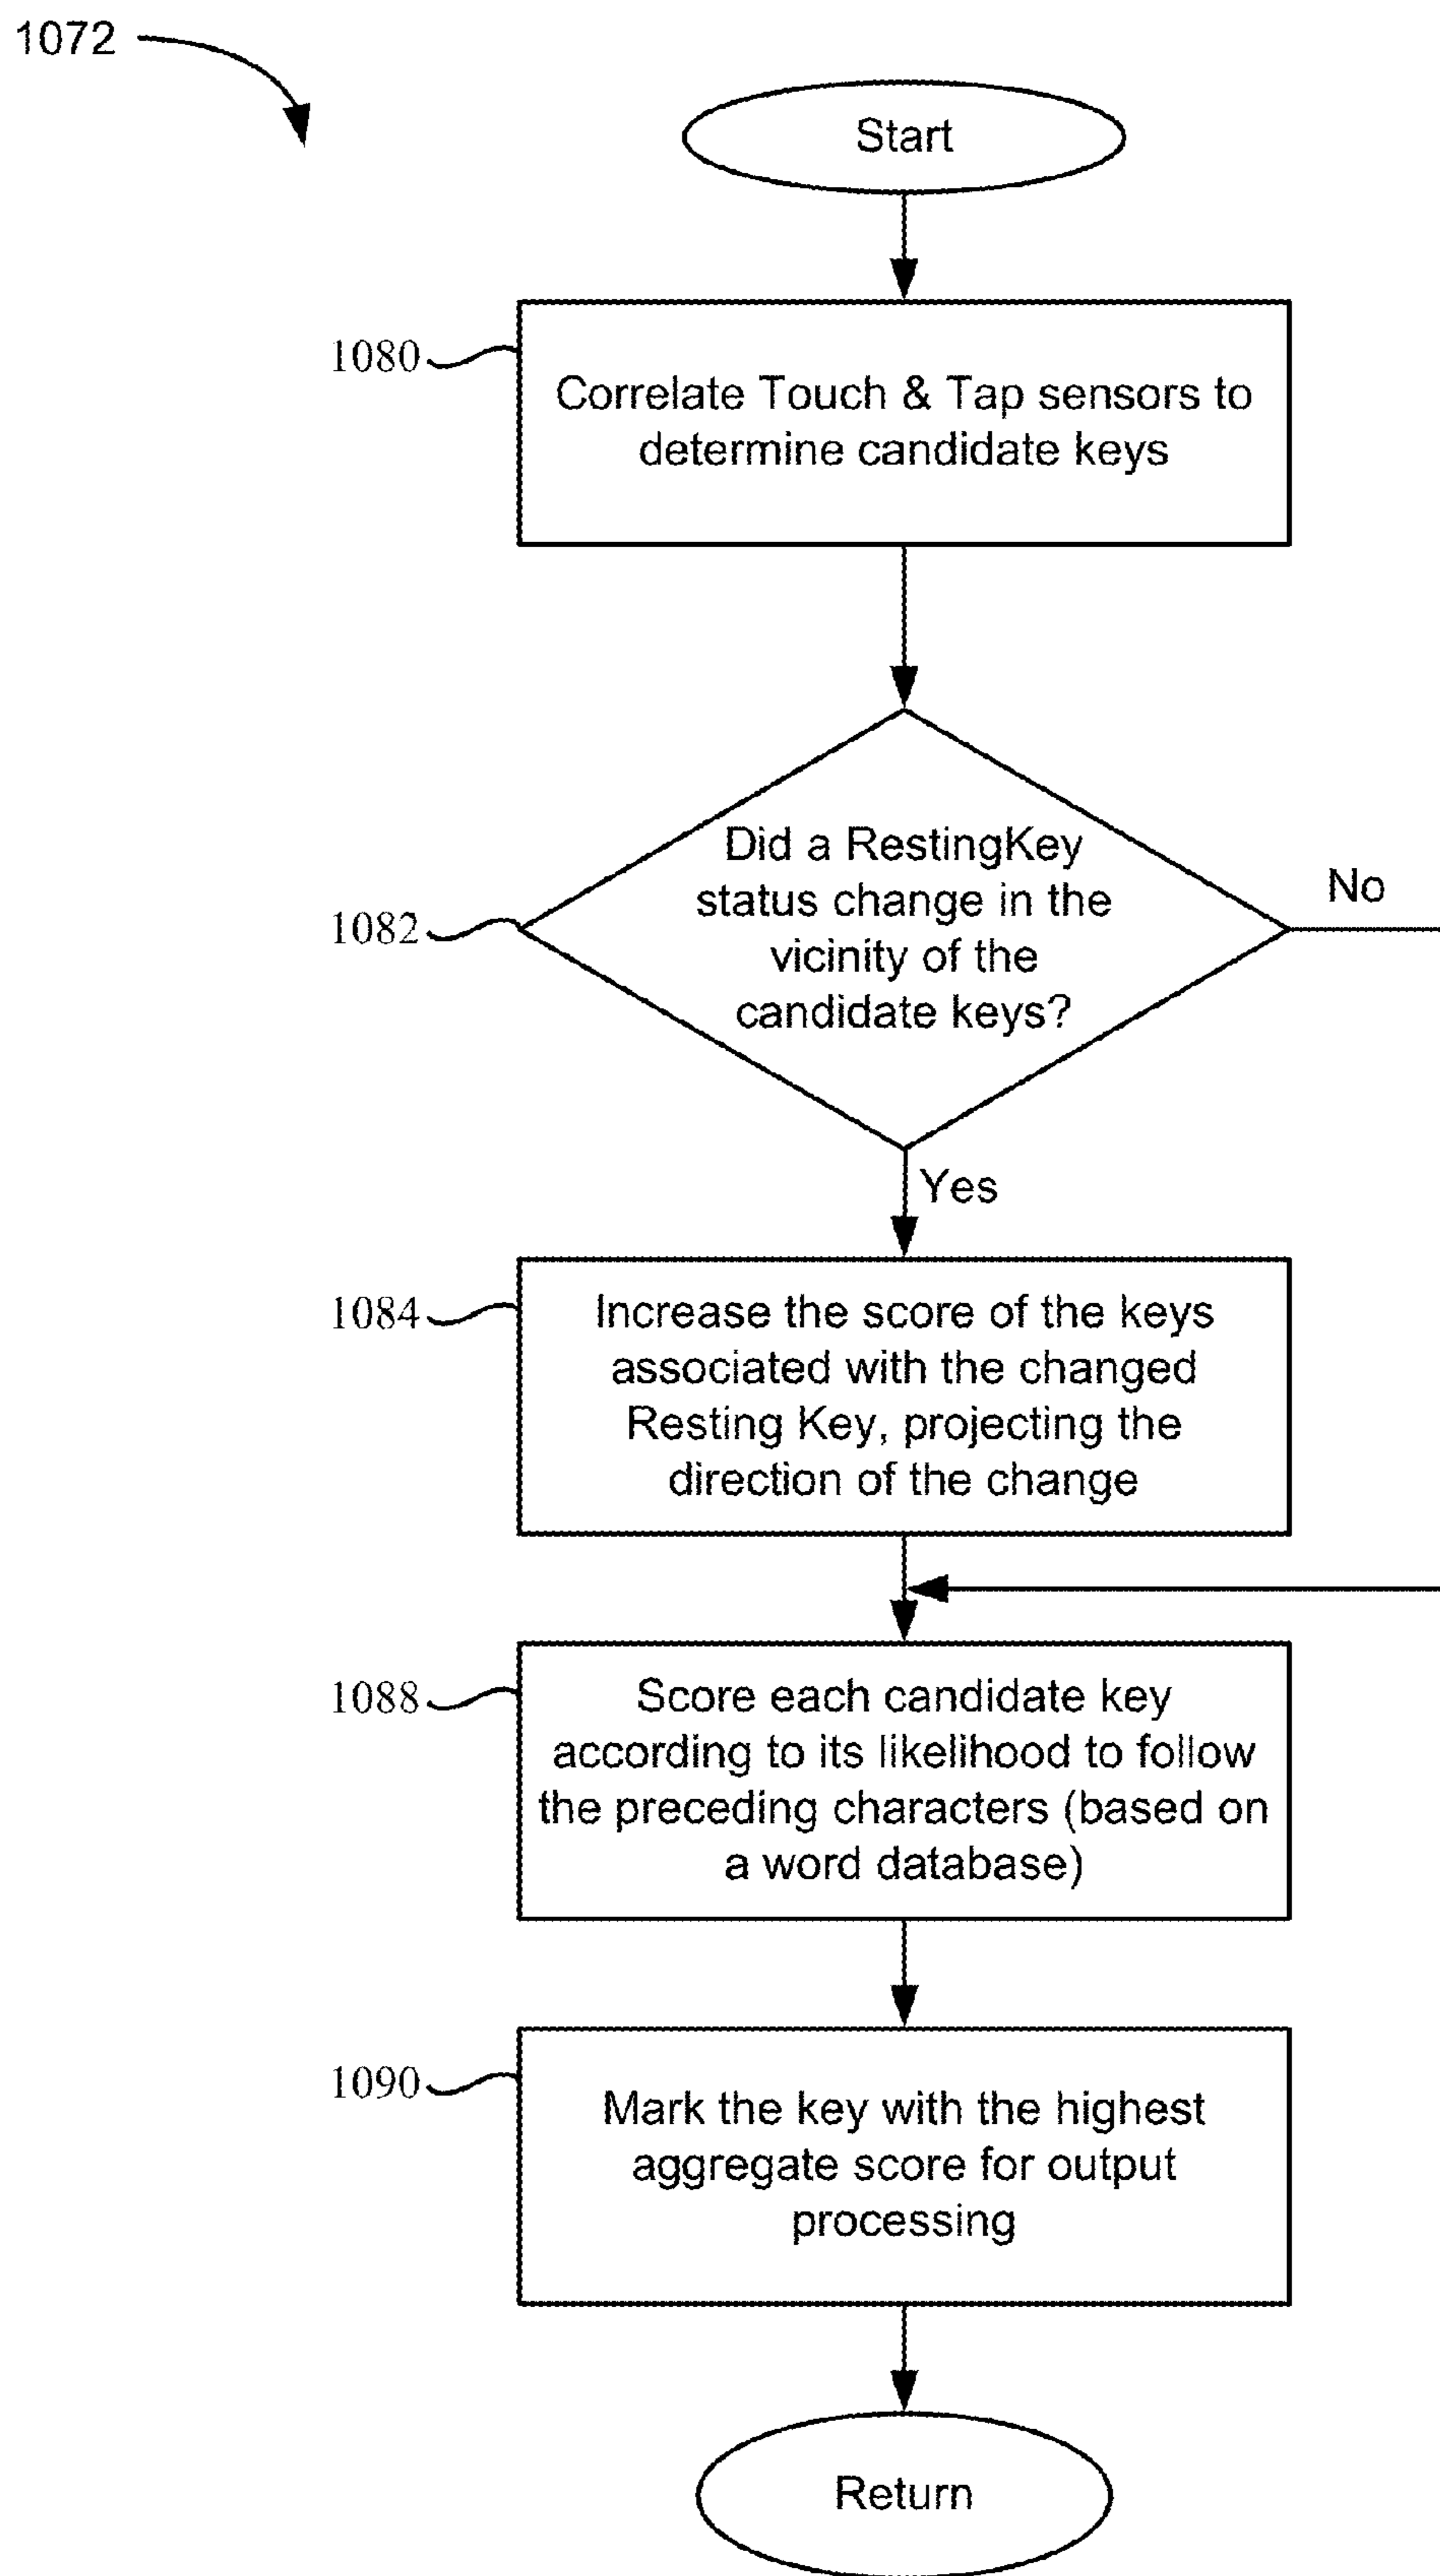 1072
Start
1080
Correlate Touch & Tap sensors to
determine candidate keys
Did a RestingKey
status change in the
vicinity of the
candidate keys?
1082
No
Yes
1084
Increase the score of the keys
associated with the changed
Resting Key, projecting the
direction of the change
1088
Score each candidate key
according to its likelihood to follow
the preceding characters (based on
a word database)
1090
Mark the key with the highest
aggregate score for output
processing
Return